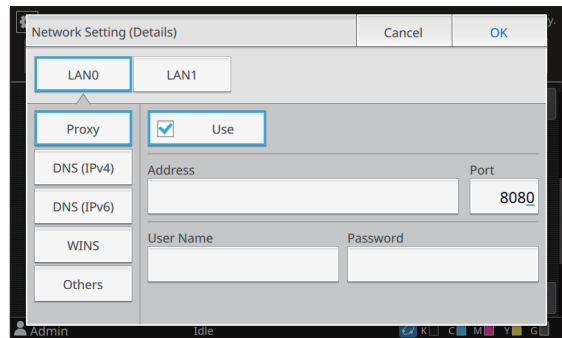 y.
Network Setting (Details) Cancel OK
LAN0 LAN1
Proxy Use
DNS (IPv4) Address Port
8080
DNS (IPv6)
WINS User Name Password
Others
Admin Idle K C M Y G